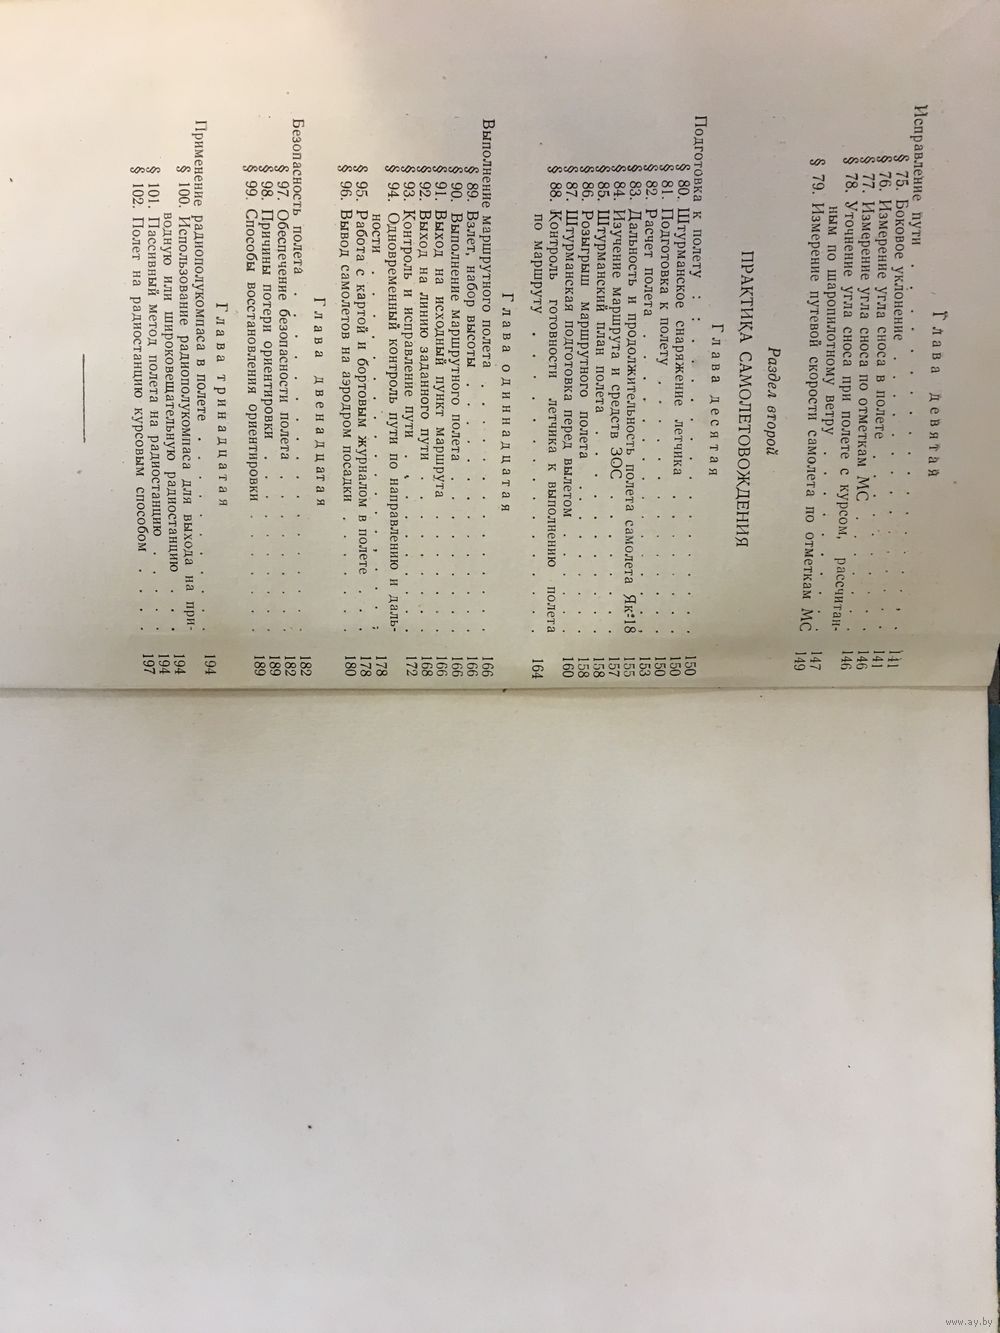 Глава девятая
Исправление пути . . . . . . . . . . . . . . 141
§ 75. Боковое уклонение . . . . . . . . . . . 141
§ 76. Измерение угла сноса в полете . . . . . . 141
§ 77. Измерение угла сноса по отметкам МС . . . . 146
§ 78. Уточнение угла сноса при полете с курсом, рассчитан-
ным по шаропилотному ветру . . . . . . . . 146
§ 79. Измерение путевой скорости самолета по отметкам МС 147
149
Раздел второй
ПРАКТИКА САМОЛЕТОВОЖДЕНИЯ
Глава десятая
Подготовка к полету . . . . . . . . . . . . 150
§ 80. Штурманское снаряжение летчика . . . . . . 150
§ 81. Подготовка к полету . . . . . . . . . . 150
§ 82. Расчет полета . . . . . . . . . . . . . 153
§ 83. Дальность и продолжительность полета самолета Як-18 155
§ 84. Изучение маршрута и средств ЗОС . . . . . . 157
§ 85. Штурманский план полета . . . . . . . . . 158
§ 86. Розыгрыш маршрутного полета . . . . . . . . 158
§ 87. Штурманская подготовка перед вылетом . . . . 160
§ 88. Контроль готовности летчика к выполнению полета
по маршруту . . . . . . . . . . . . . . 164
Глава одиннадцатая
Выполнение маршрутного полета . . . . . . . . . 166
§ 89. Взлет, набор высоты . . . . . . . . . . . 166
§ 90. Выполнение маршрутного полета . . . . . . . 166
§ 91. Выход на исходный пункт маршрута . . . . . . 166
§ 92. Выход на линию заданного пути . . . . . . . 168
§ 93. Контроль и исправление пути . . . . . . . . 172
§ 94. Одновременный контроль пути по направлению и даль-
ности . . . . . . . . . . . . . . . . 178
§ 95. Работа с картой и бортовым журналом в полете . . 178
§ 96. Вывод самолетов на аэродром посадки . . . . . 180
Глава двенадцатая
Безопасность полета . . . . . . . . . . . . . 182
§ 97. Обеспечение безопасности полета . . . . . . 182
§ 98. Причины потери ориентировки . . . . . . . . 189
§ 99. Способы восстановления ориентировки . . . . . 189
Глава тринадцатая
Применение радиополукомпаса в полете . . . . . . . 194
§ 100. Использование радиополукомпаса для выхода на при-
водную или широковещательную радиостанцию . . 194
§ 101. Пассивный метод полета на радиостанцию . . . . 194
§ 102. Полет на радиостанцию курсовым способом . . . . 197
www.ay.by